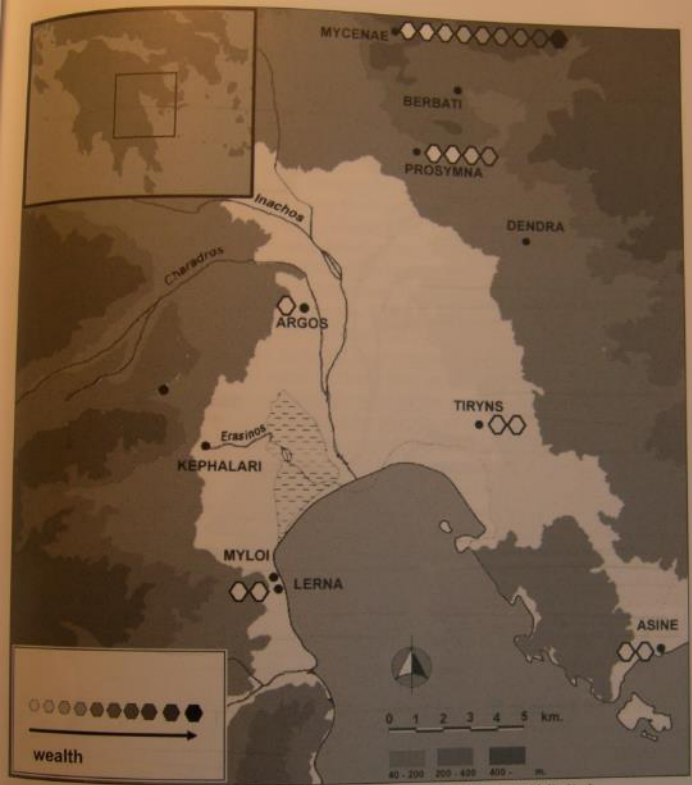 MYCENAE
BERBATI
PROSYMNA
DENDRA
Inachos
Charadros
ARGOS
TIRYNS
Erasinos
KEPHALARI
MYLOI
LERNA
ASINE
0 1 2 3 4 5 km.
40 - 200 200 - 600 400 - m.
wealth